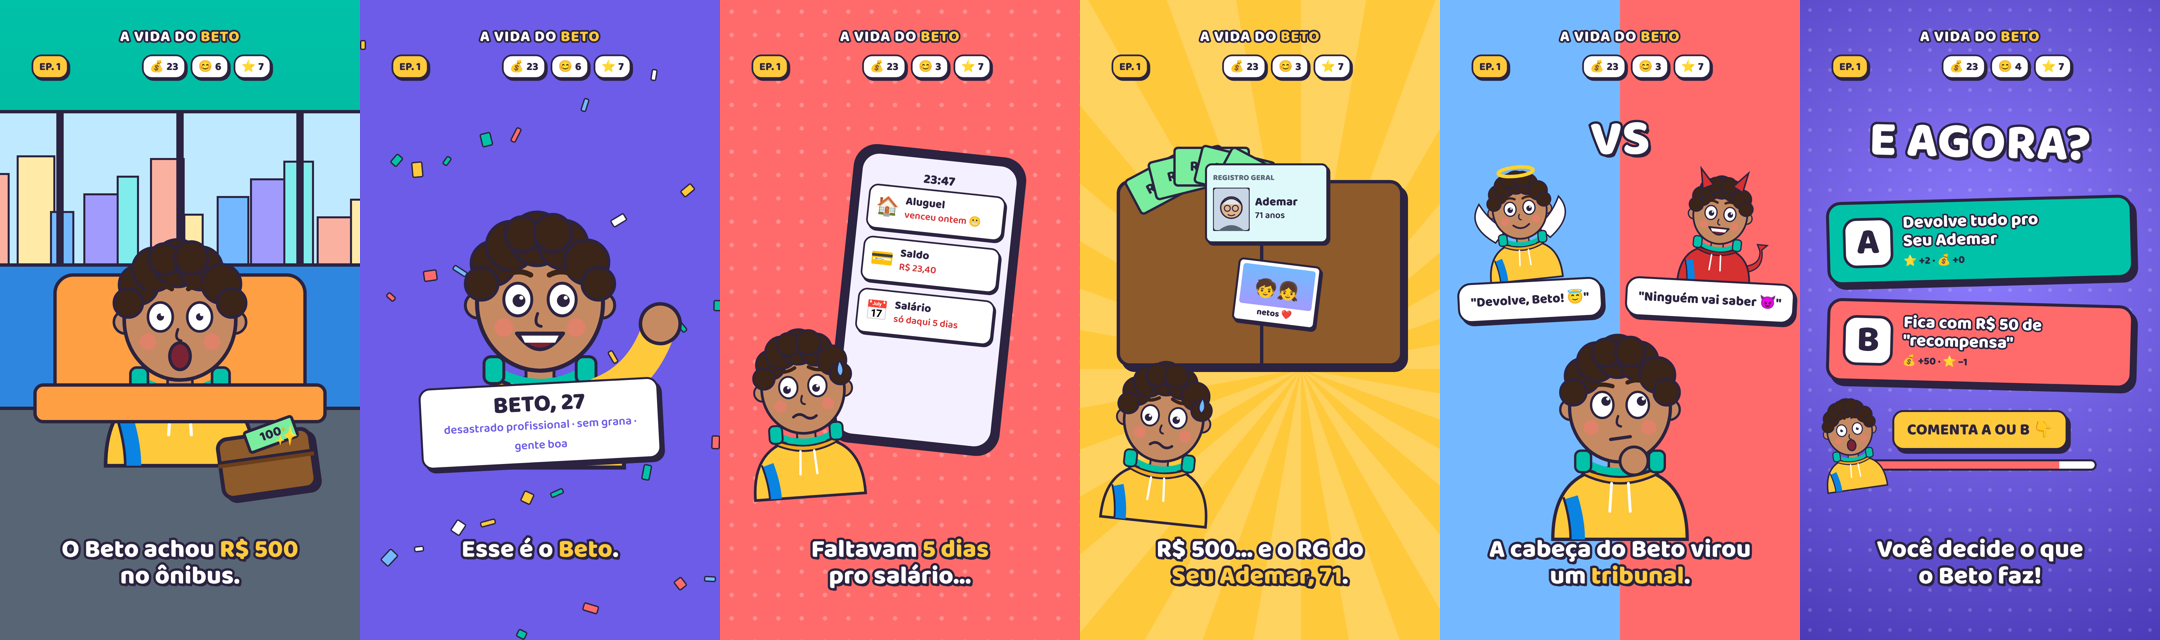 A VIDA DO BETO
EP. 1
💰 23
😊 6
⭐ 7
100
O Beto achou R$ 500
no ônibus.
A VIDA DO BETO
EP. 1
💰 23
😊 6
⭐ 7
BETO, 27
desastrado profissional · sem grana ·
gente boa
Esse é o Beto.
A VIDA DO BETO
EP. 1
💰 23
😊 3
⭐ 7
23:47
🏠 Aluguel
venceu ontem 😬
💳 Saldo
R$ 23,40
📅 Salário
só daqui 5 dias
Faltavam 5 dias
pro salário...
A VIDA DO BETO
EP. 1
💰 23
😊 3
⭐ 7
REGISTRO GERAL
Ademar
71 anos
netos ❤️
R$ 500... e o RG do
Seu Ademar, 71.
A VIDA DO BETO
EP. 1
💰 23
😊 3
⭐ 7
VS
"Devolve, Beto! 😇"
"Ninguém vai saber 😈"
A cabeça do Beto virou
um tribunal.
A VIDA DO BETO
EP. 1
💰 23
😊 4
⭐ 7
E AGORA?
A
Devolve tudo pro
Seu Ademar
⭐ +2 · 💰 +0
B
Fica com R$ 50 de
"recompensa"
💰 +50 · ⭐ −1
COMENTA A OU B 👇
Você decide o que
o Beto faz!